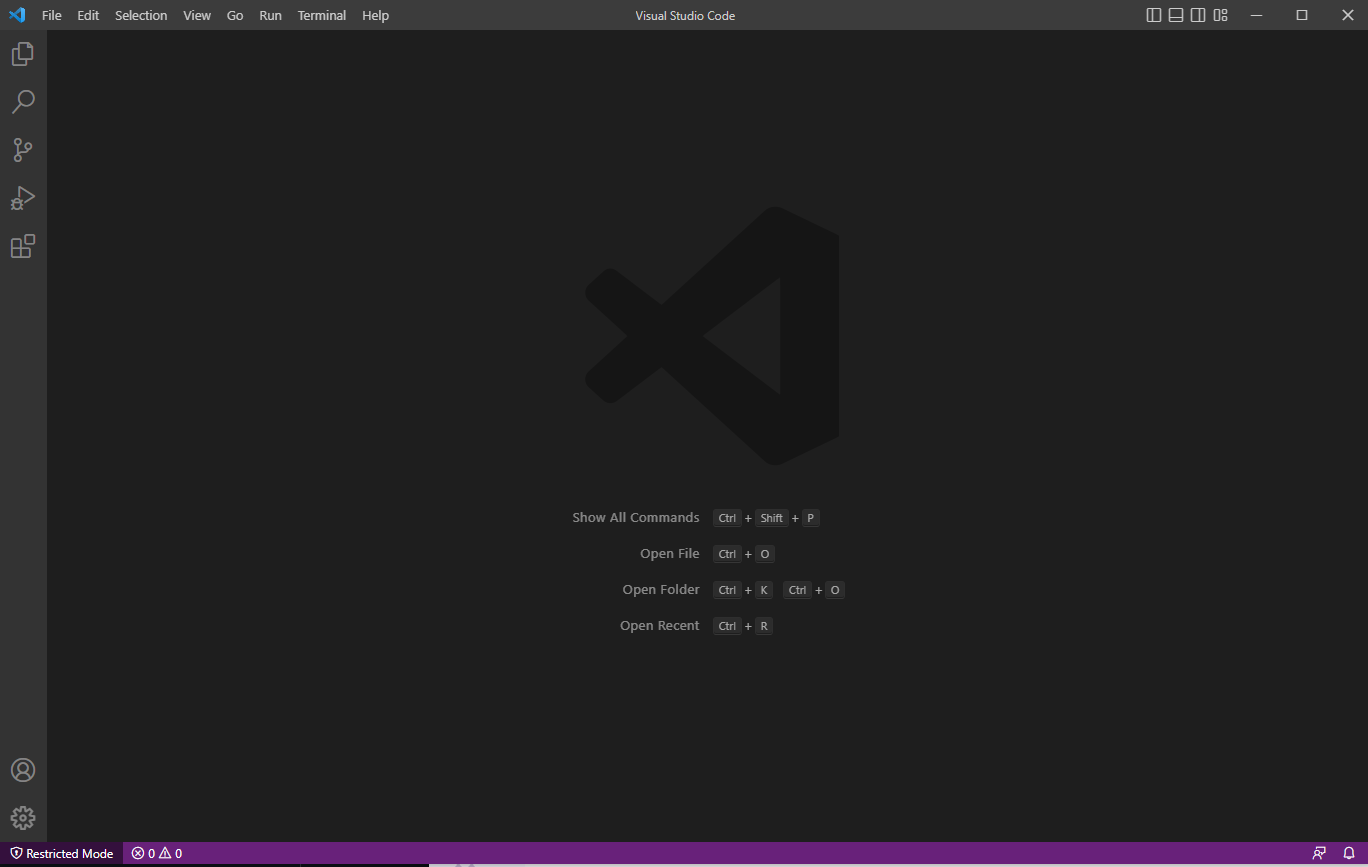 File Edit Selection View Go Run Terminal Help Visual Studio Code
Show All Commands Ctrl + Shift + P
Open File Ctrl + O
Open Folder Ctrl + K Ctrl + O
Open Recent Ctrl + R
Restricted Mode 0 0